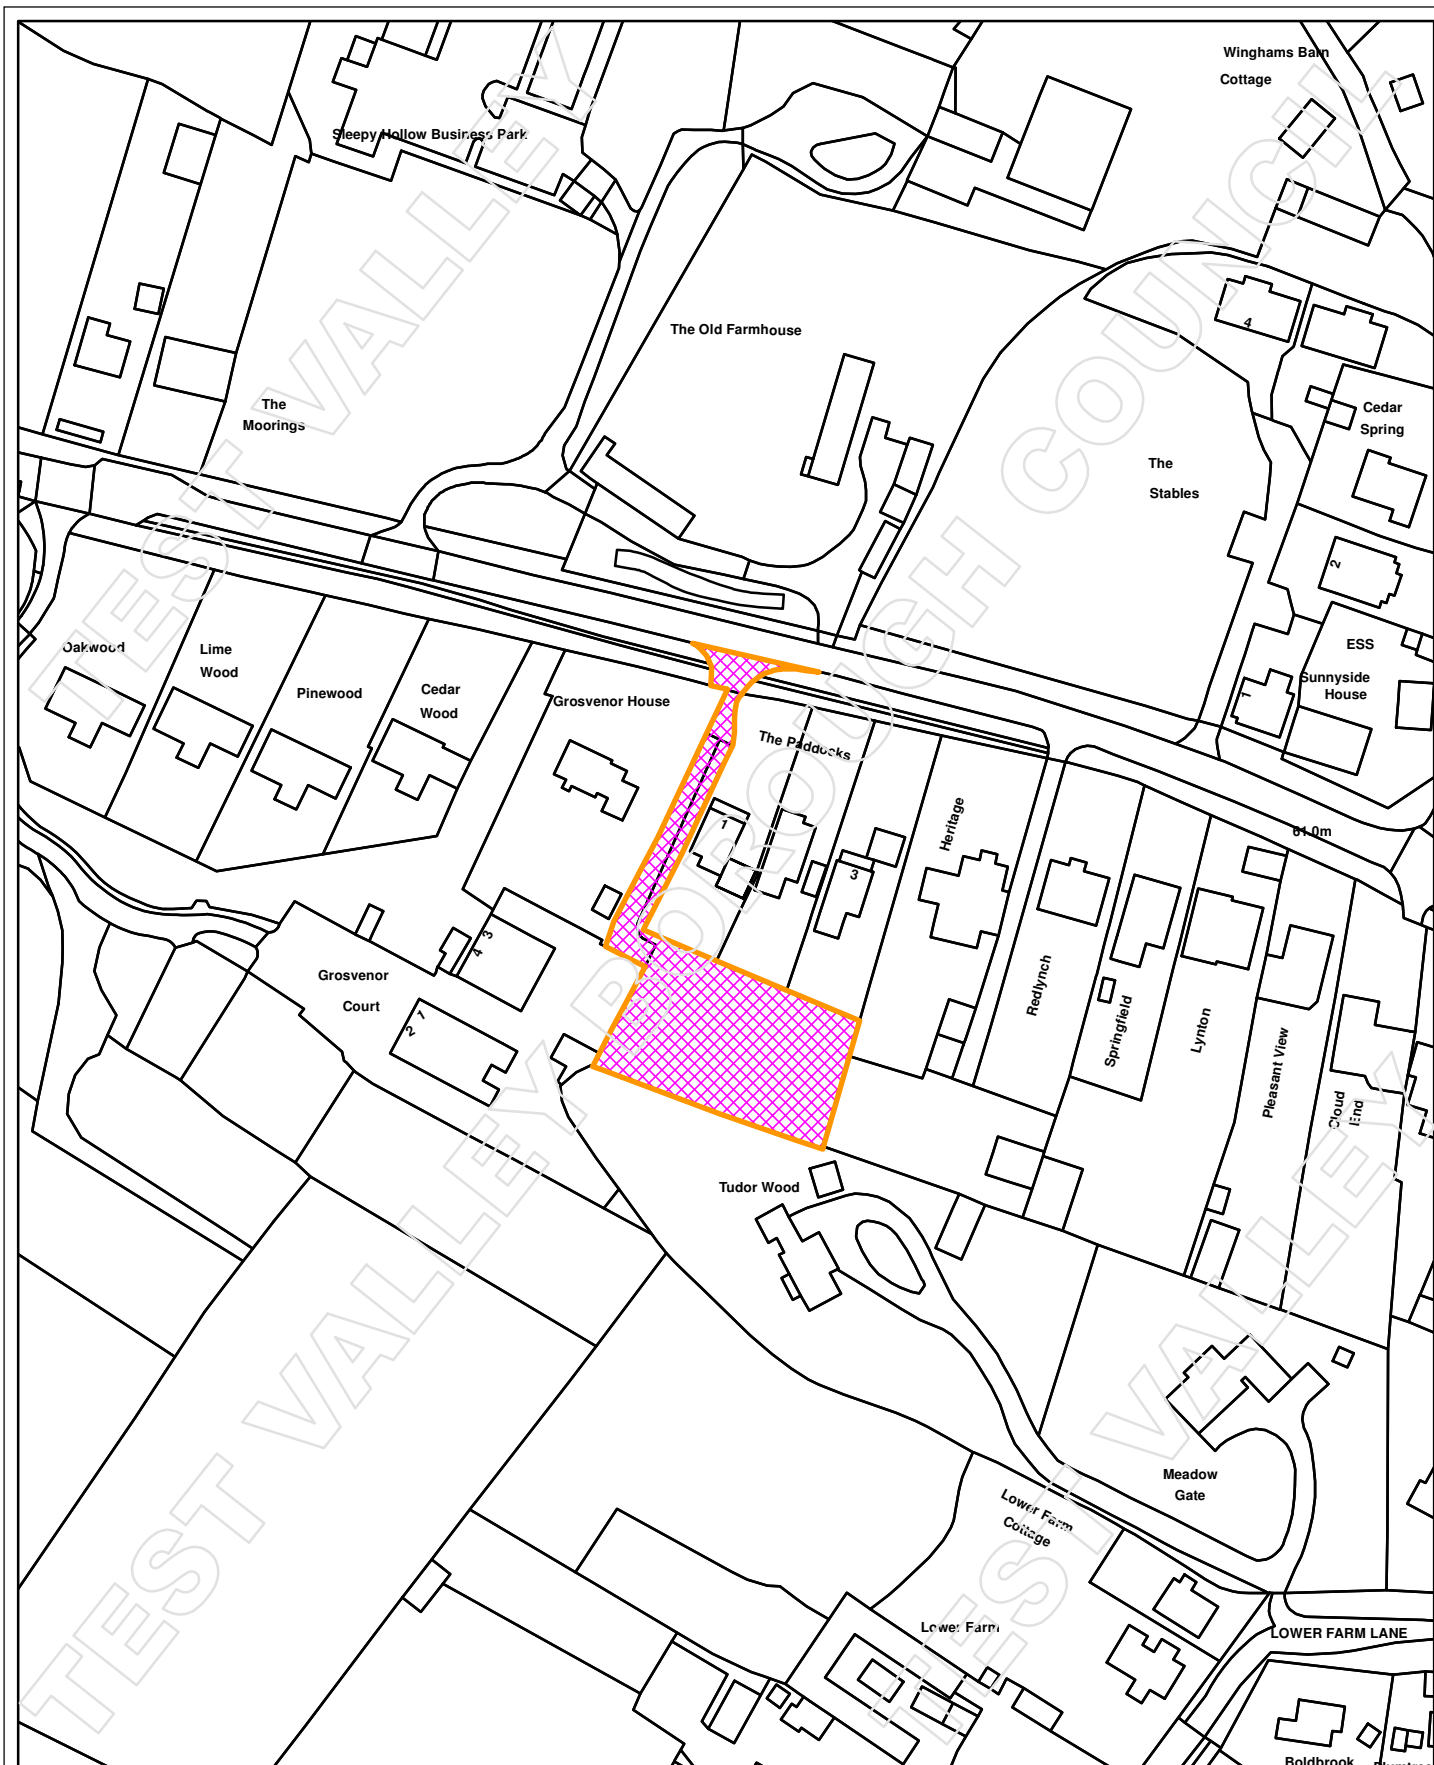 Winghams Barn
Cottage
Sleepy Hollow Business Park
The Old Farmhouse
4
The
Moorings
Cedar
Spring
The
Stables
2
Oakwood
Lime
Wood
Pinewood
Cedar
Wood
Grosvenor House
ESS
Sunnyside
House
1
The Paddocks
1
3
Heritage
61.0m
3
4
Grosvenor
Court
1
2
Redlynch
Springfield
Lynton
Pleasant View
Cloud
End
Tudor Wood
Meadow
Gate
Lower Farm
Cottage
Lower Farm
LOWER FARM LANE
Boldbrook
TEST VALLEY BOROUGH COUNCIL
TEST VALLEY
TEST VALLEY
TEST VALLEY